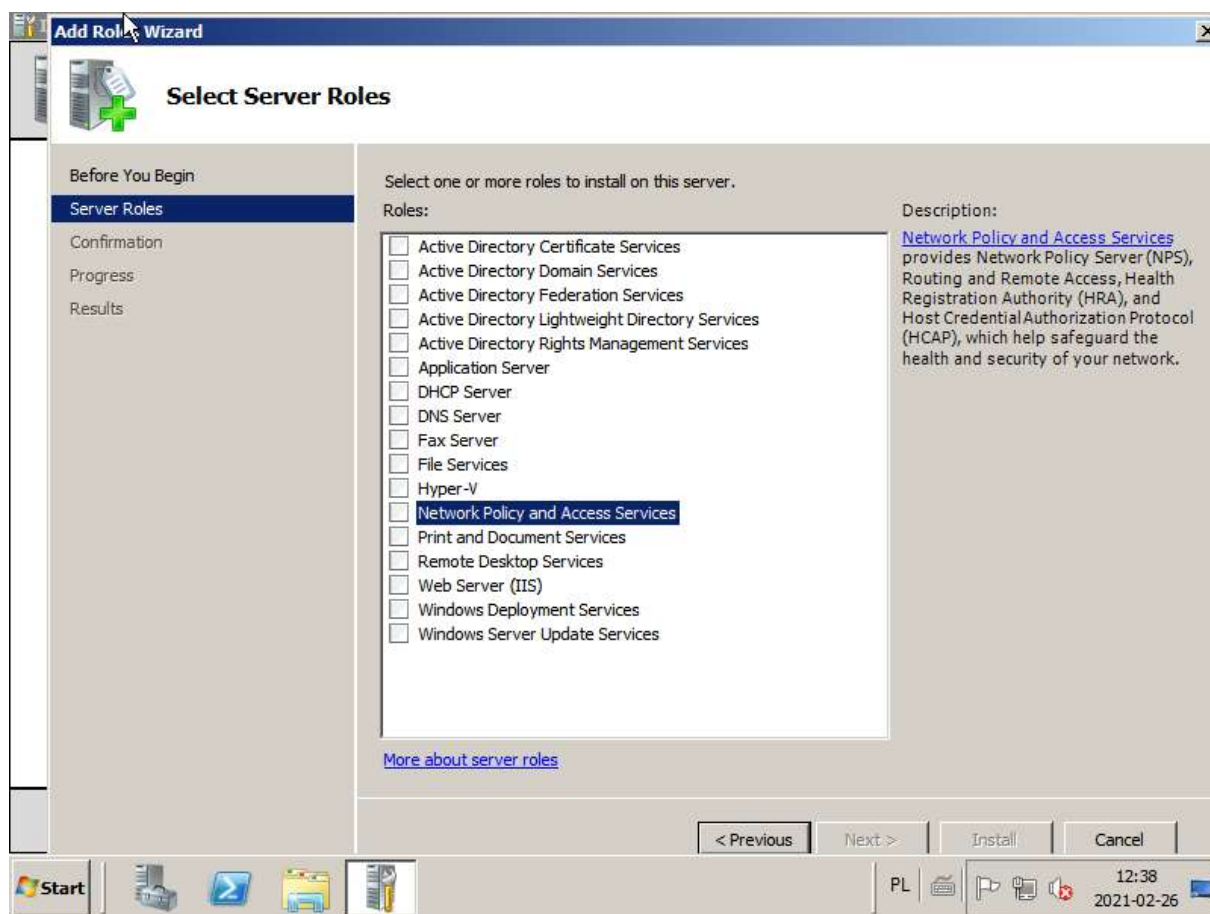 Add Roles Wizard
Select Server Roles
Before You Begin
Server Roles
Confirmation
Progress
Results
Select one or more roles to install on this server.
Roles:
Active Directory Certificate Services
Active Directory Domain Services
Active Directory Federation Services
Active Directory Lightweight Directory Services
Active Directory Rights Management Services
Application Server
DHCP Server
DNS Server
Fax Server
File Services
Hyper-V
Network Policy and Access Services
Print and Document Services
Remote Desktop Services
Web Server (IIS)
Windows Deployment Services
Windows Server Update Services
More about server roles
Description:
Network Policy and Access Services
provides Network Policy Server (NPS),
Routing and Remote Access, Health
Registration Authority (HRA), and
Host Credential Authorization Protocol
(HCAP), which help safeguard the
health and security of your network.
< Previous
Next >
Install
Cancel
Start
PL
12:38
2021-02-26